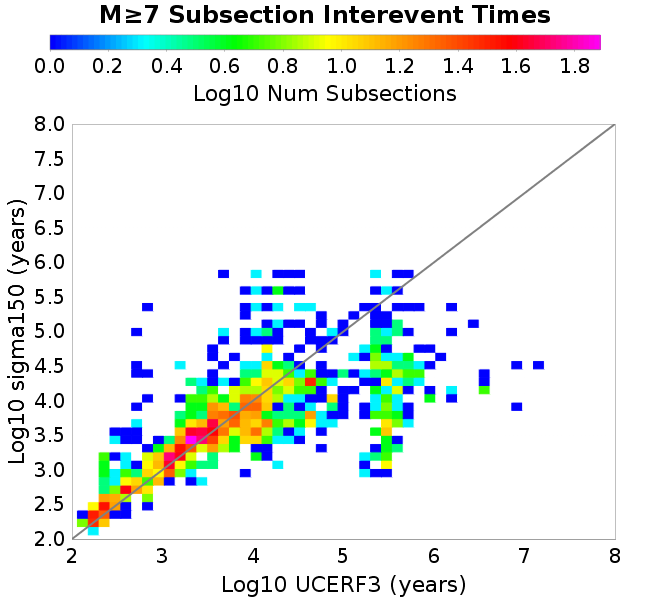 M≥7 Subsection Interevent Times
0.0 0.2 0.4 0.6 0.8 1.0 1.2 1.4 1.6 1.8
Log10 Num Subsections
8.0
7.5
7.0
6.5
6.0
5.5
5.0
4.5
4.0
3.5
3.0
2.5
2.0
Log10 sigma150 (years)
2 3 4 5 6 7 8
Log10 UCERF3 (years)